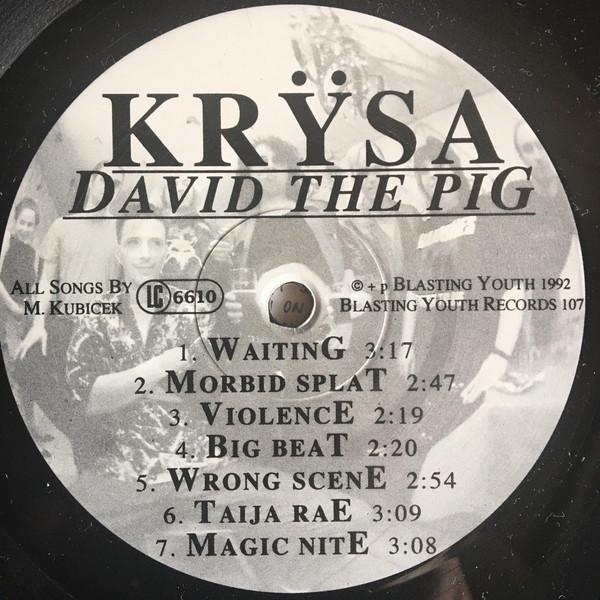 KRŸSA
DAVID THE PIG
ALL SONGS BY
M. KUBICEK
LC 6610
© + p BLASTING YOUTH 1992
BLASTING YOUTH RECORDS 107
ON
1. WAITING 3:17
2. MORBID SPLAT 2:47
3. VIOLENCE 2:19
4. BIG BEAT 2:20
5. WRONG SCENE 2:54
6. TAIJA RAE 3:09
7. MAGIC NITE 3:08